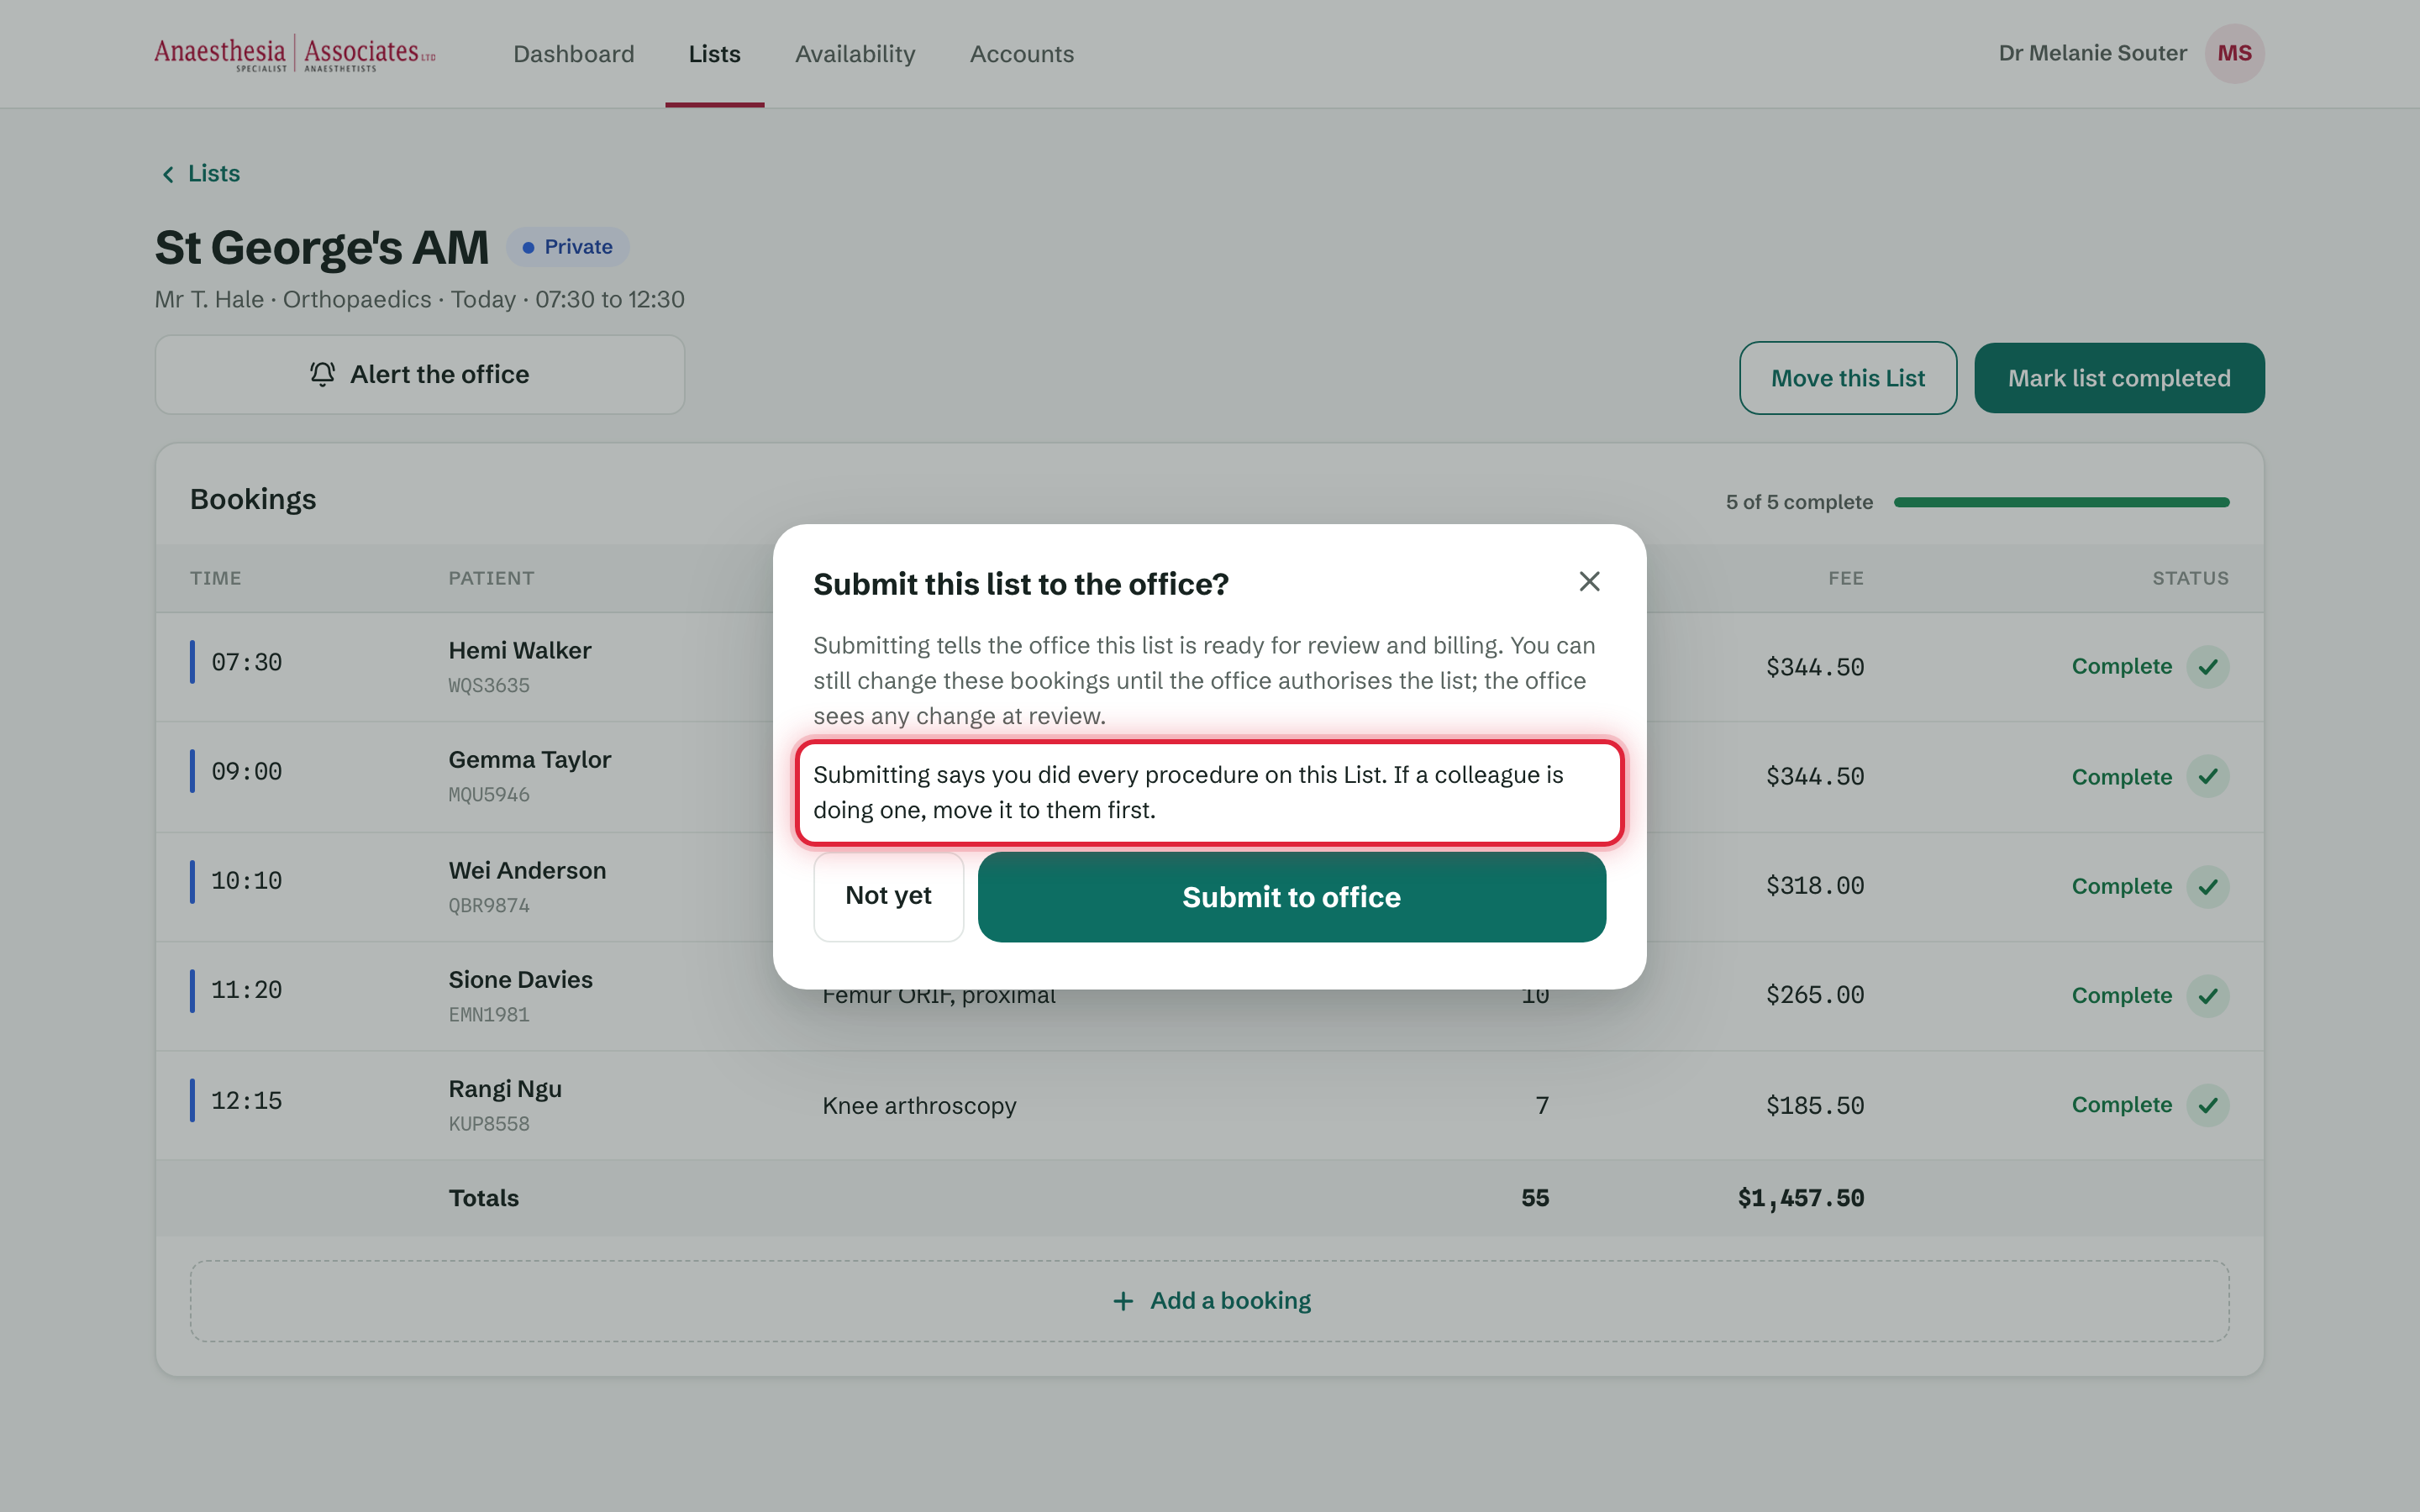 Anaesthesia | Associates LTD
SPECIALIST ANAESTHETISTS
Dashboard
Lists
Availability
Accounts
Dr Melanie Souter
MS
Lists
St George's AM
Private
Mr T. Hale · Orthopaedics · Today · 07:30 to 12:30
Alert the office
Move this List
Mark list completed
Bookings
5 of 5 complete
TIME PATIENT FEE STATUS
07:30 Hemi Walker $344.50 Complete
WQS3635
09:00 Gemma Taylor $344.50 Complete
MQU5946
10:10 Wei Anderson $318.00 Complete
QBR9874
11:20 Sione Davies Femur ORIF, proximal 10 $265.00 Complete
EMN1981
12:15 Rangi Ngu Knee arthroscopy 7 $185.50 Complete
KUP8558
Totals 55 $1,457.50
Add a booking
Submit this list to the office?
Submitting tells the office this list is ready for review and billing. You can
still change these bookings until the office authorises the list; the office
sees any change at review.
Submitting says you did every procedure on this List. If a colleague is
doing one, move it to them first.
Not yet
Submit to office